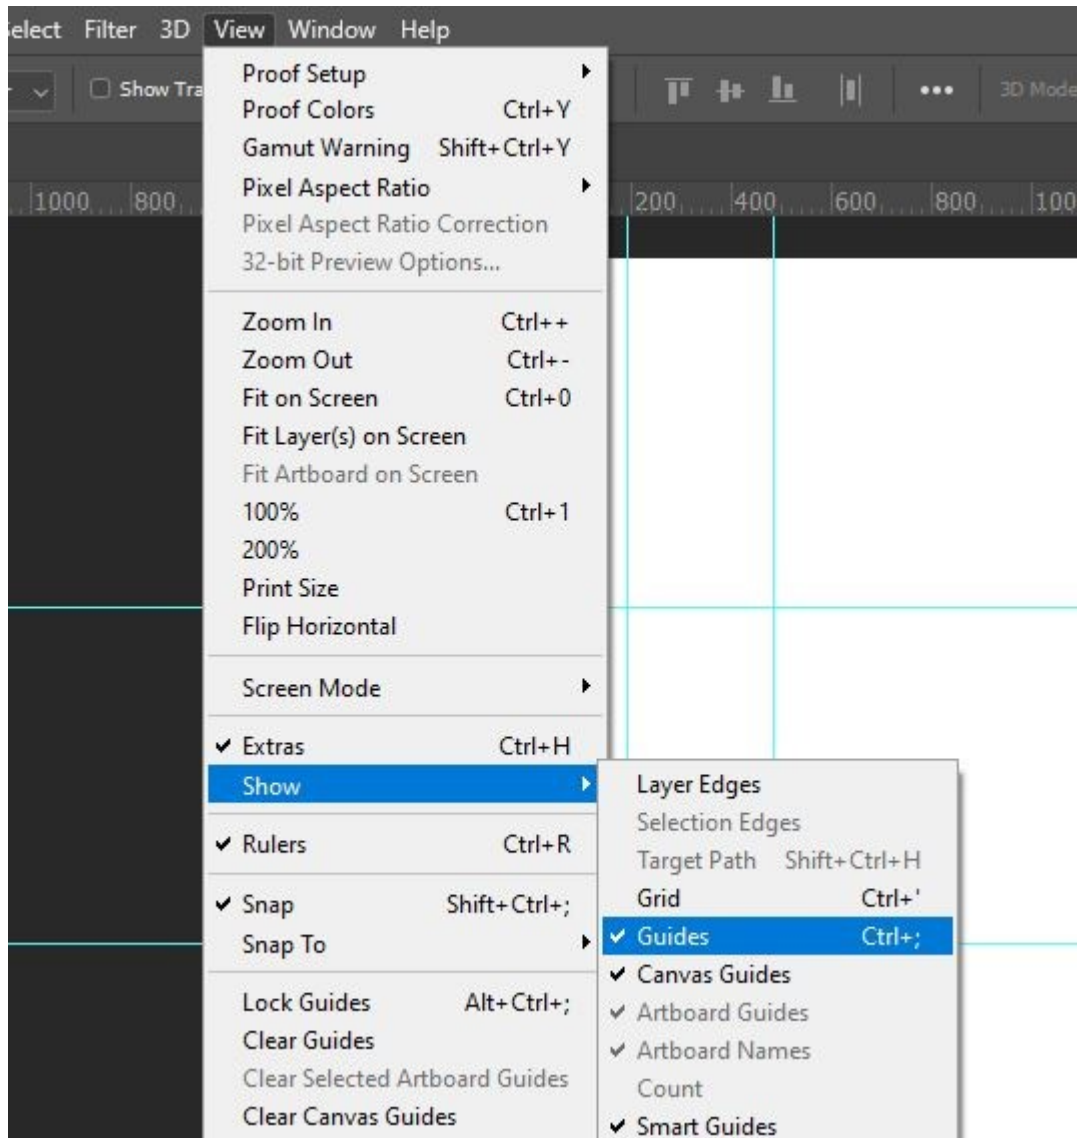 Select Filter 3D View Window Help
Show Tra
3D Mode
1000 800 200 400 600 800 100
Proof Setup
Proof Colors Ctrl+Y
Gamut Warning Shift+Ctrl+Y
Pixel Aspect Ratio
Pixel Aspect Ratio Correction
32-bit Preview Options...
Zoom In Ctrl++
Zoom Out Ctrl+-
Fit on Screen Ctrl+0
Fit Layer(s) on Screen
Fit Artboard on Screen
100% Ctrl+1
200%
Print Size
Flip Horizontal
Screen Mode
Extras Ctrl+H
Show
Rulers Ctrl+R
Snap Shift+Ctrl+;
Snap To
Lock Guides Alt+Ctrl+;
Clear Guides
Clear Selected Artboard Guides
Clear Canvas Guides
Layer Edges
Selection Edges
Target Path Shift+Ctrl+H
Grid Ctrl+'
Guides Ctrl+;
Canvas Guides
Artboard Guides
Artboard Names
Count
Smart Guides